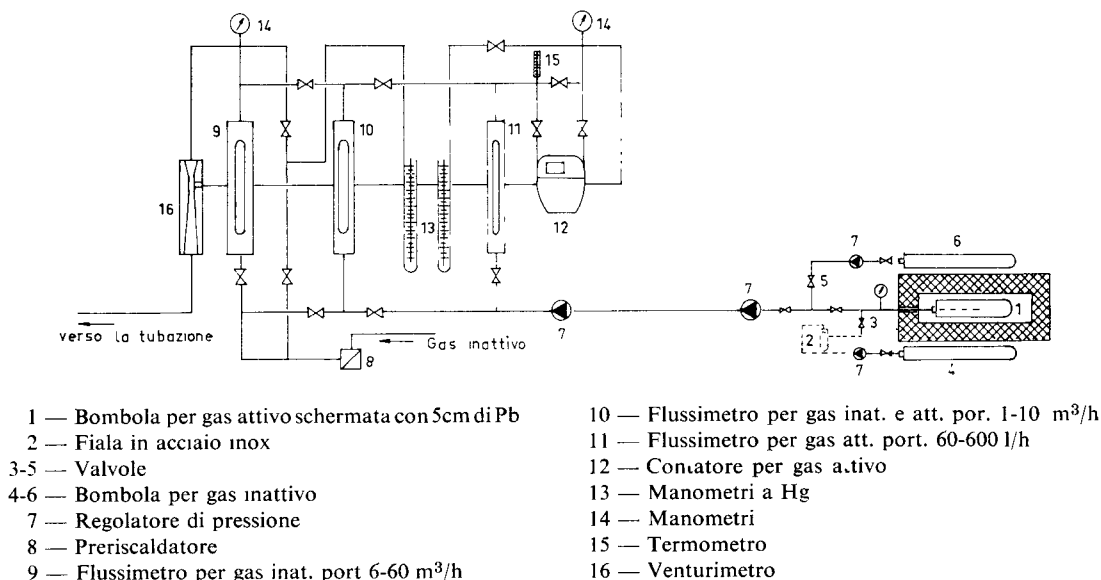 14
14
15
9
10
11
16
13
12
7
6
5
7
7
1
3
2
verso la tubazione
Gas inattivo
8
7
4
1 — Bombola per gas attivo schermata con 5cm di Pb
2 — Fiala in acciaio inox
3-5 — Valvole
4-6 — Bombola per gas inattivo
7 — Regolatore di pressione
8 — Preriscaldatore
9 — Flussimetro per gas inat. port 6-60 m³/h
10 — Flussimetro per gas inat. e att. por. 1-10 m³/h
11 — Flussimetro per gas att. port. 60-600 l/h
12 — Contatore per gas attivo
13 — Manometri a Hg
14 — Manometri
15 — Termometro
16 — Venturimetro